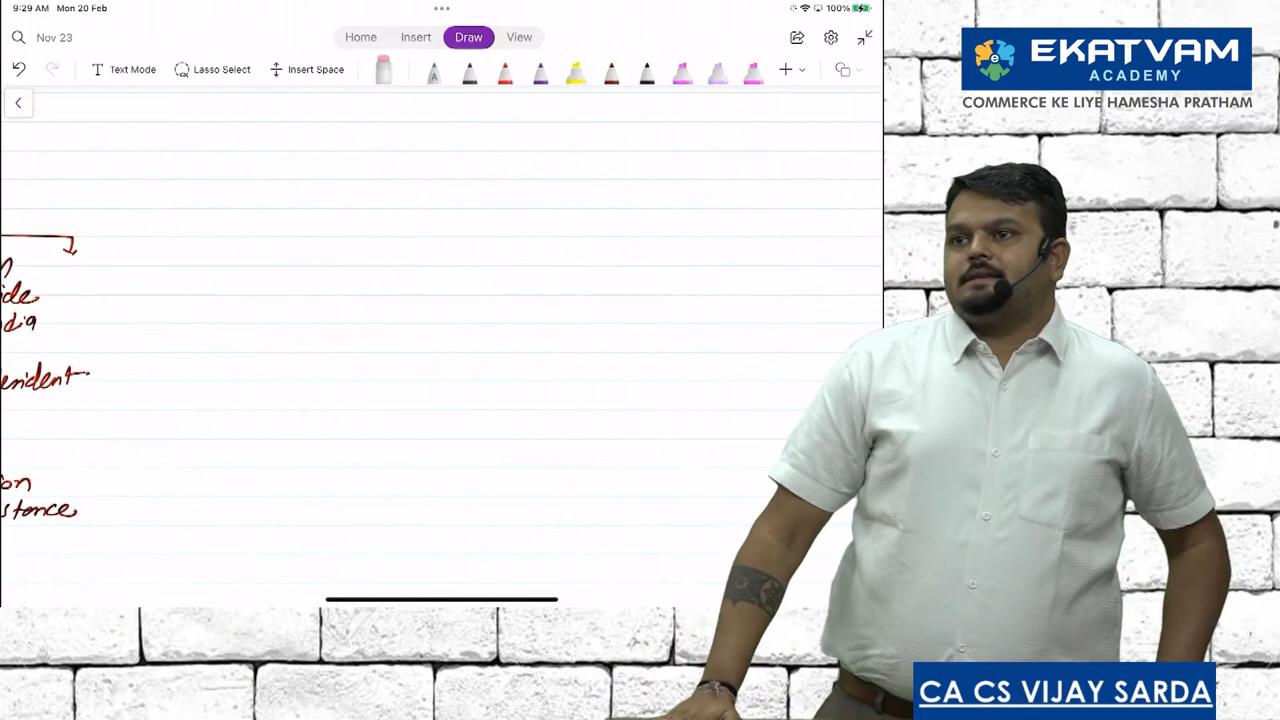 9:29 AM Mon 20 Feb
100%
Nov 23
Home Insert Draw View
Text Mode Lasso Select Insert Space
A
ide
dia
esident
on
stance
EKATVAM
ACADEMY
COMMERCE KE LIYE HAMESHA PRATHAM
CA CS VIJAY SARDA